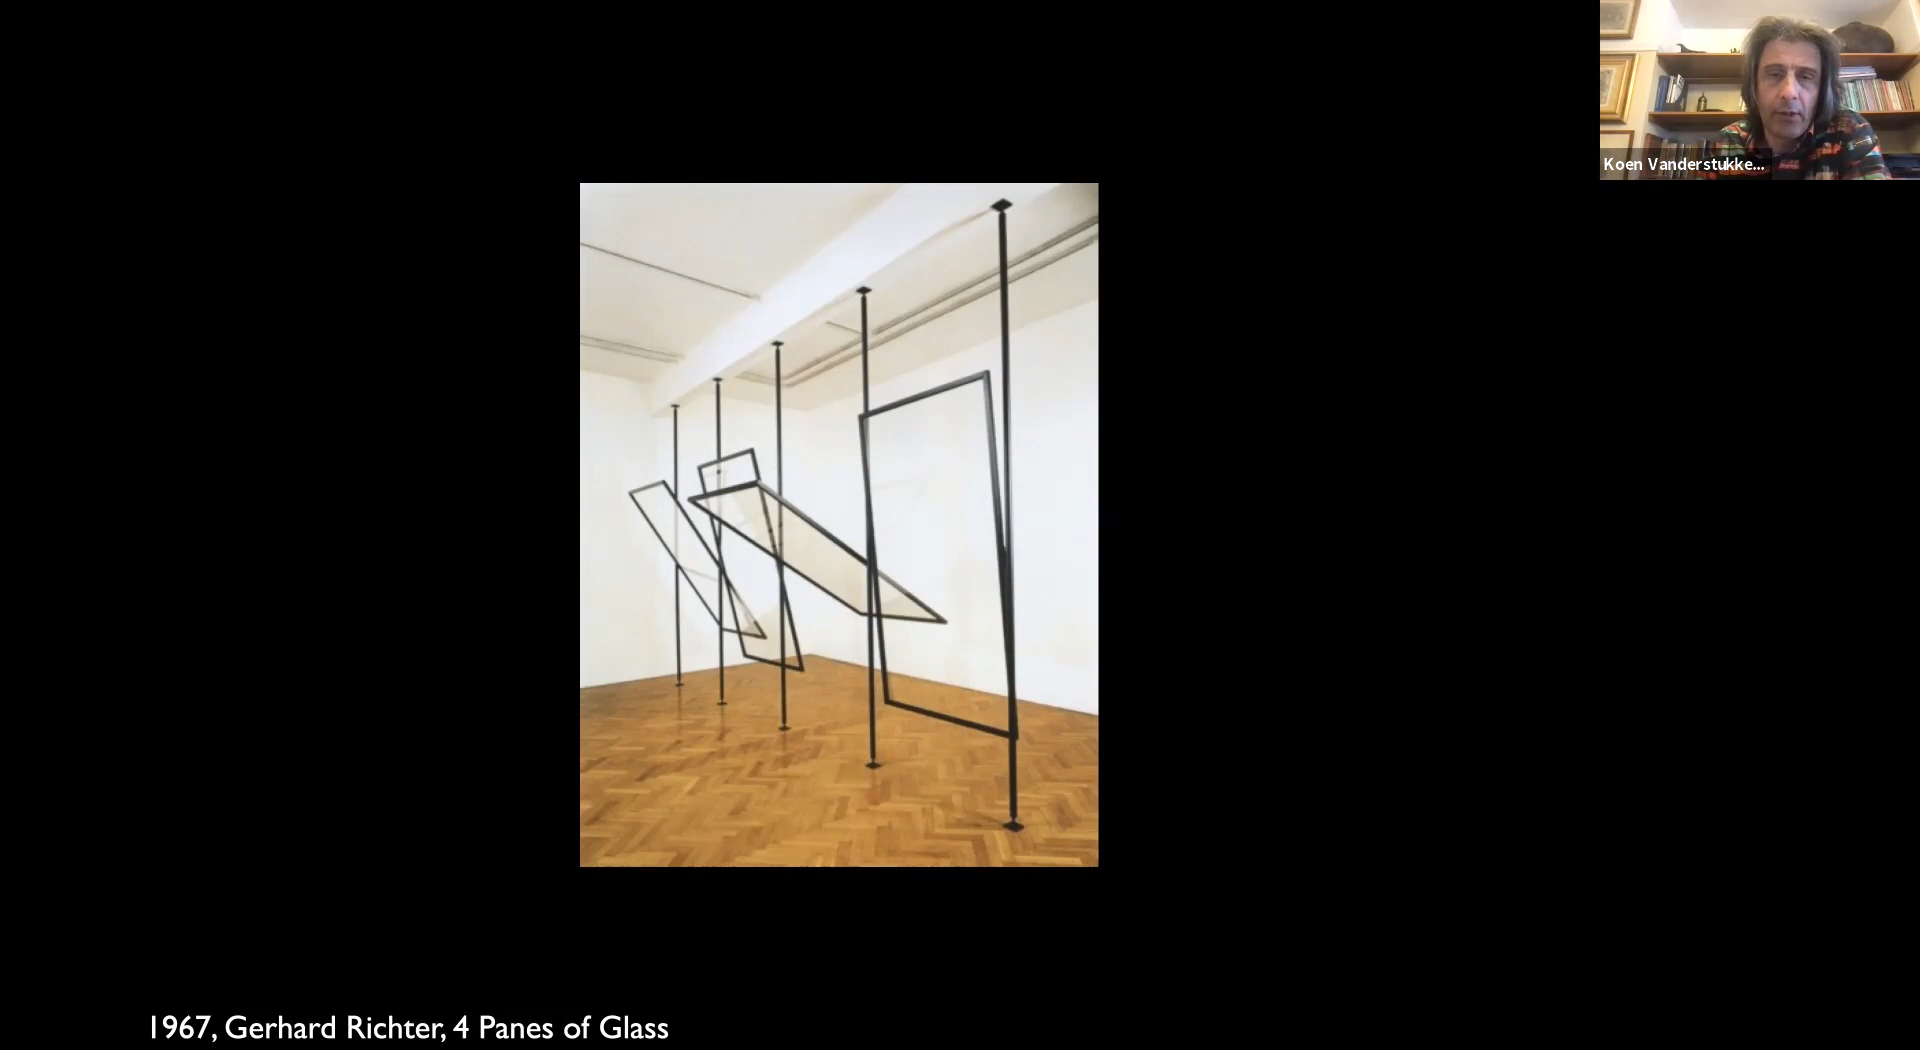 Koen Vanderstukke...
1967, Gerhard Richter, 4 Panes of Glass